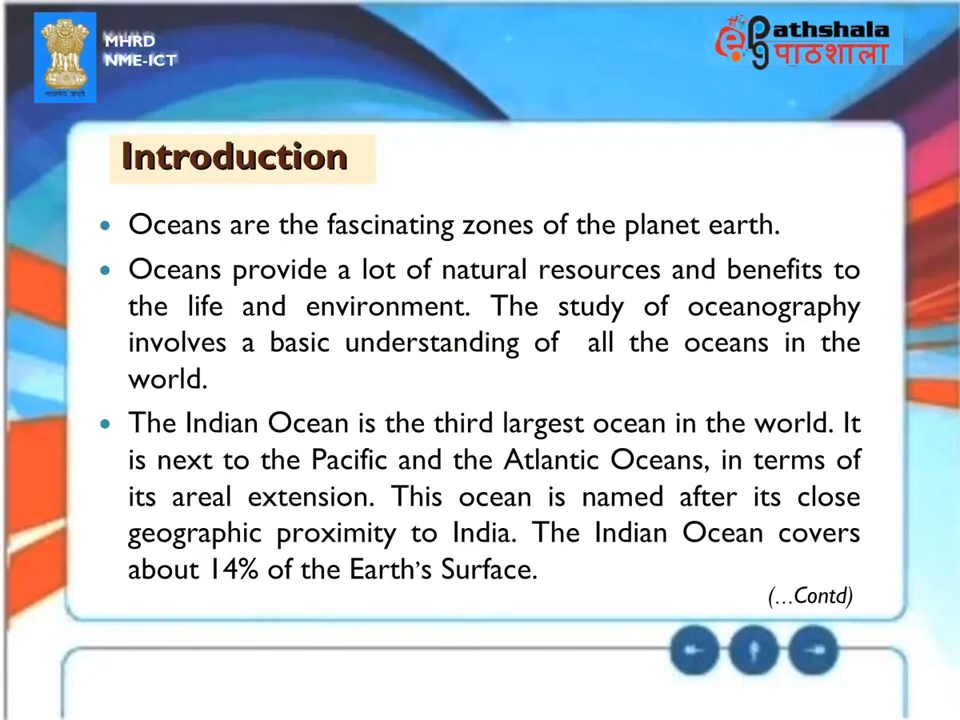 MHRD
NME-ICT
epg athshala
पाठशाला
Introduction
• Oceans are the fascinating zones of the planet earth.
• Oceans provide a lot of natural resources and benefits to
the life and environment. The study of oceanography
involves a basic understanding of all the oceans in the
world.
• The Indian Ocean is the third largest ocean in the world. It
is next to the Pacific and the Atlantic Oceans, in terms of
its areal extension. This ocean is named after its close
geographic proximity to India. The Indian Ocean covers
about 14% of the Earth's Surface.
(...Contd)